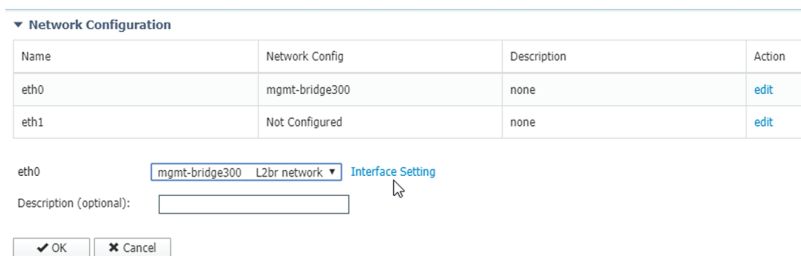 Network Configuration
Name Network Config Description Action
eth0 mgmt-bridge300 none edit
eth1 Not Configured none edit
eth0 mgmt-bridge300 L2br network Interface Setting
Description (optional):
OK Cancel